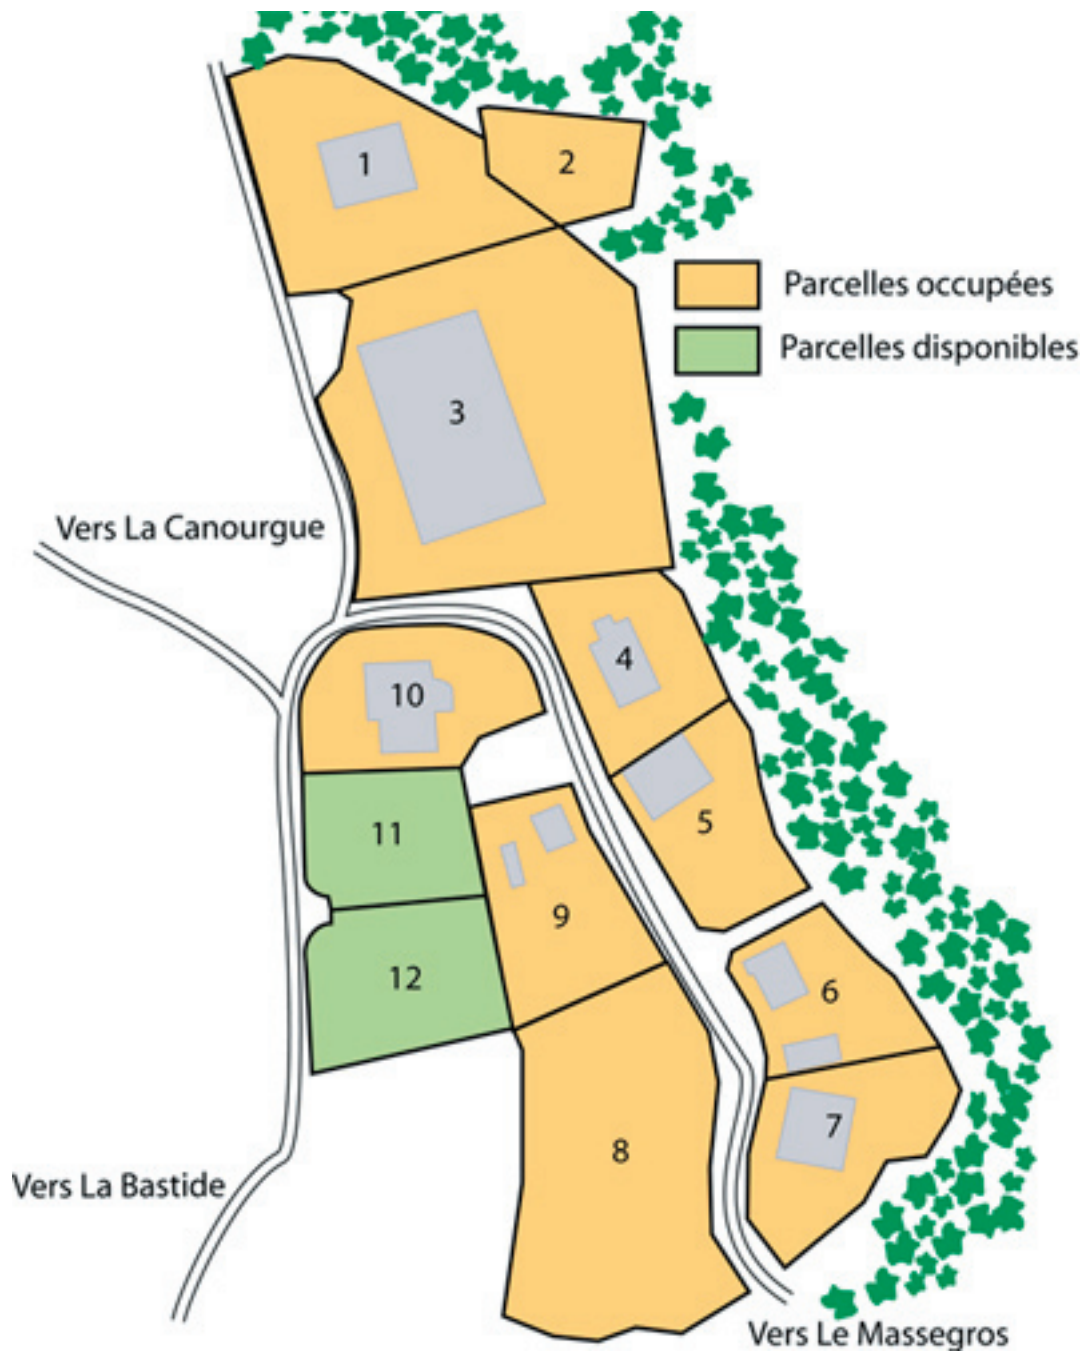 1
2
Parcelles occupées
Parcelles disponibles
3
Vers La Canourgue
4
10
5
11
9
12
6
7
8
Vers La Bastide
Vers Le Massegros